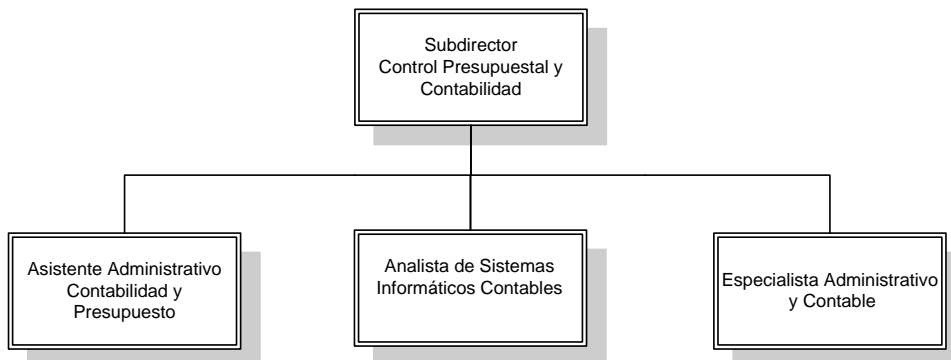 Subdirector
Control Presupuestal y
Contabilidad
Asistente Administrativo
Contabilidad y
Presupuesto
Analista de Sistemas
Informáticos Contables
Especialista Administrativo
y Contable